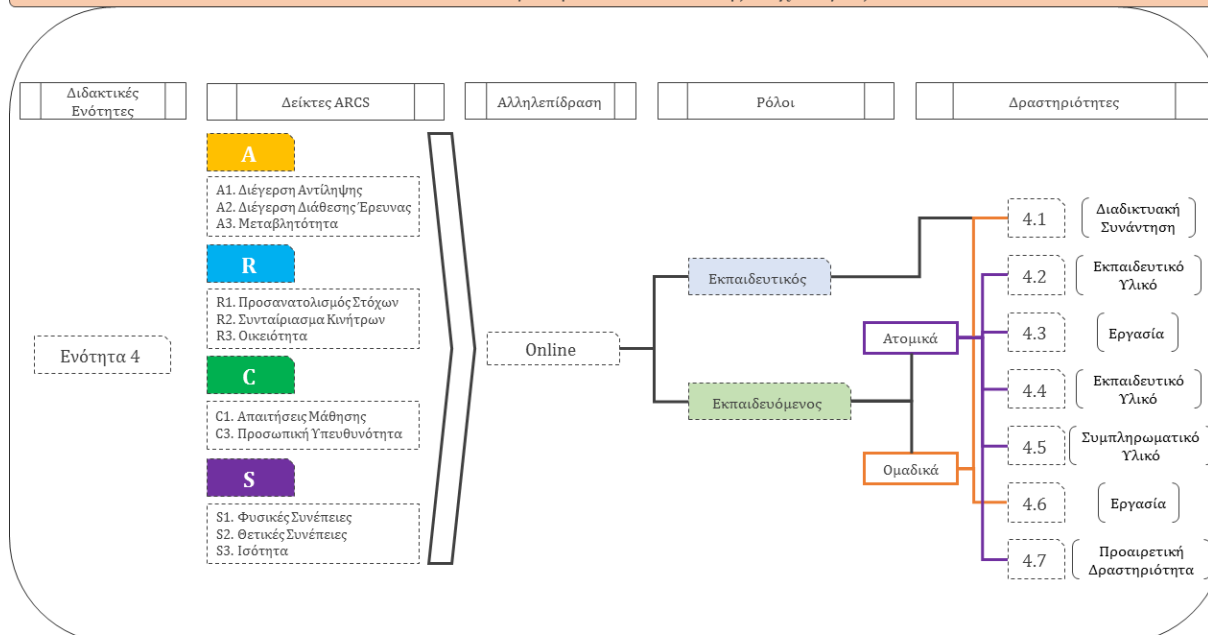 Διδακτικές
Ενότητες
Δείκτες ARCS
Αλληλεπίδραση
Ρόλοι
Δραστηριότητες
A
A1. Διέγερση Αντίληψης
A2. Διέγερση Διάθεσης Έρευνας
A3. Μεταβλητότητα
R
R1. Προσανατολισμός Στόχων
R2. Συνταίριασμα Κινήτρων
R3. Οικειότητα
C
C1. Απαιτήσεις Μάθησης
C3. Προσωπική Υπευθυνότητα
S
S1. Φυσικές Συνέπειες
S2. Θετικές Συνέπειες
S3. Ισότητα
Ενότητα 4
Online
Εκπαιδευτικός
Εκπαιδευόμενος
Ατομικά
Ομαδικά
4.1
Διαδικτυακή
Συνάντηση
4.2
Εκπαιδευτικό
Υλικό
4.3
Εργασία
4.4
Εκπαιδευτικό
Υλικό
4.5
Συμπληρωματικό
Υλικό
4.6
Εργασία
4.7
Προαιρετική
Δραστηριότητα